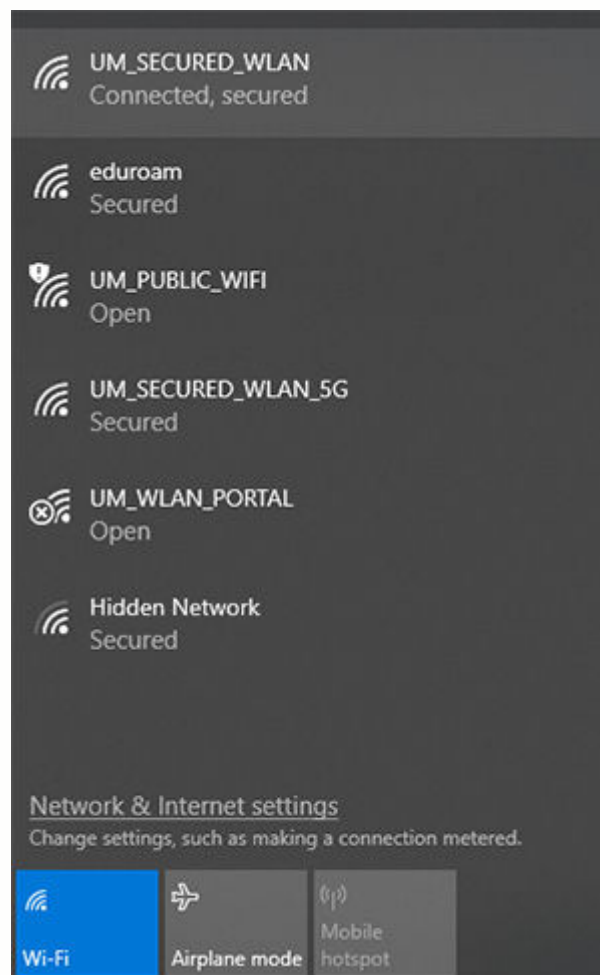 UM_SECURED_WLAN
Connected, secured
eduroam
Secured
UM_PUBLIC_WIFI
Open
UM_SECURED_WLAN_5G
Secured
UM_WLAN_PORTAL
Open
Hidden Network
Secured
Network & Internet settings
Change settings, such as making a connection metered.
Wi-Fi
Airplane mode
Mobile
hotspot